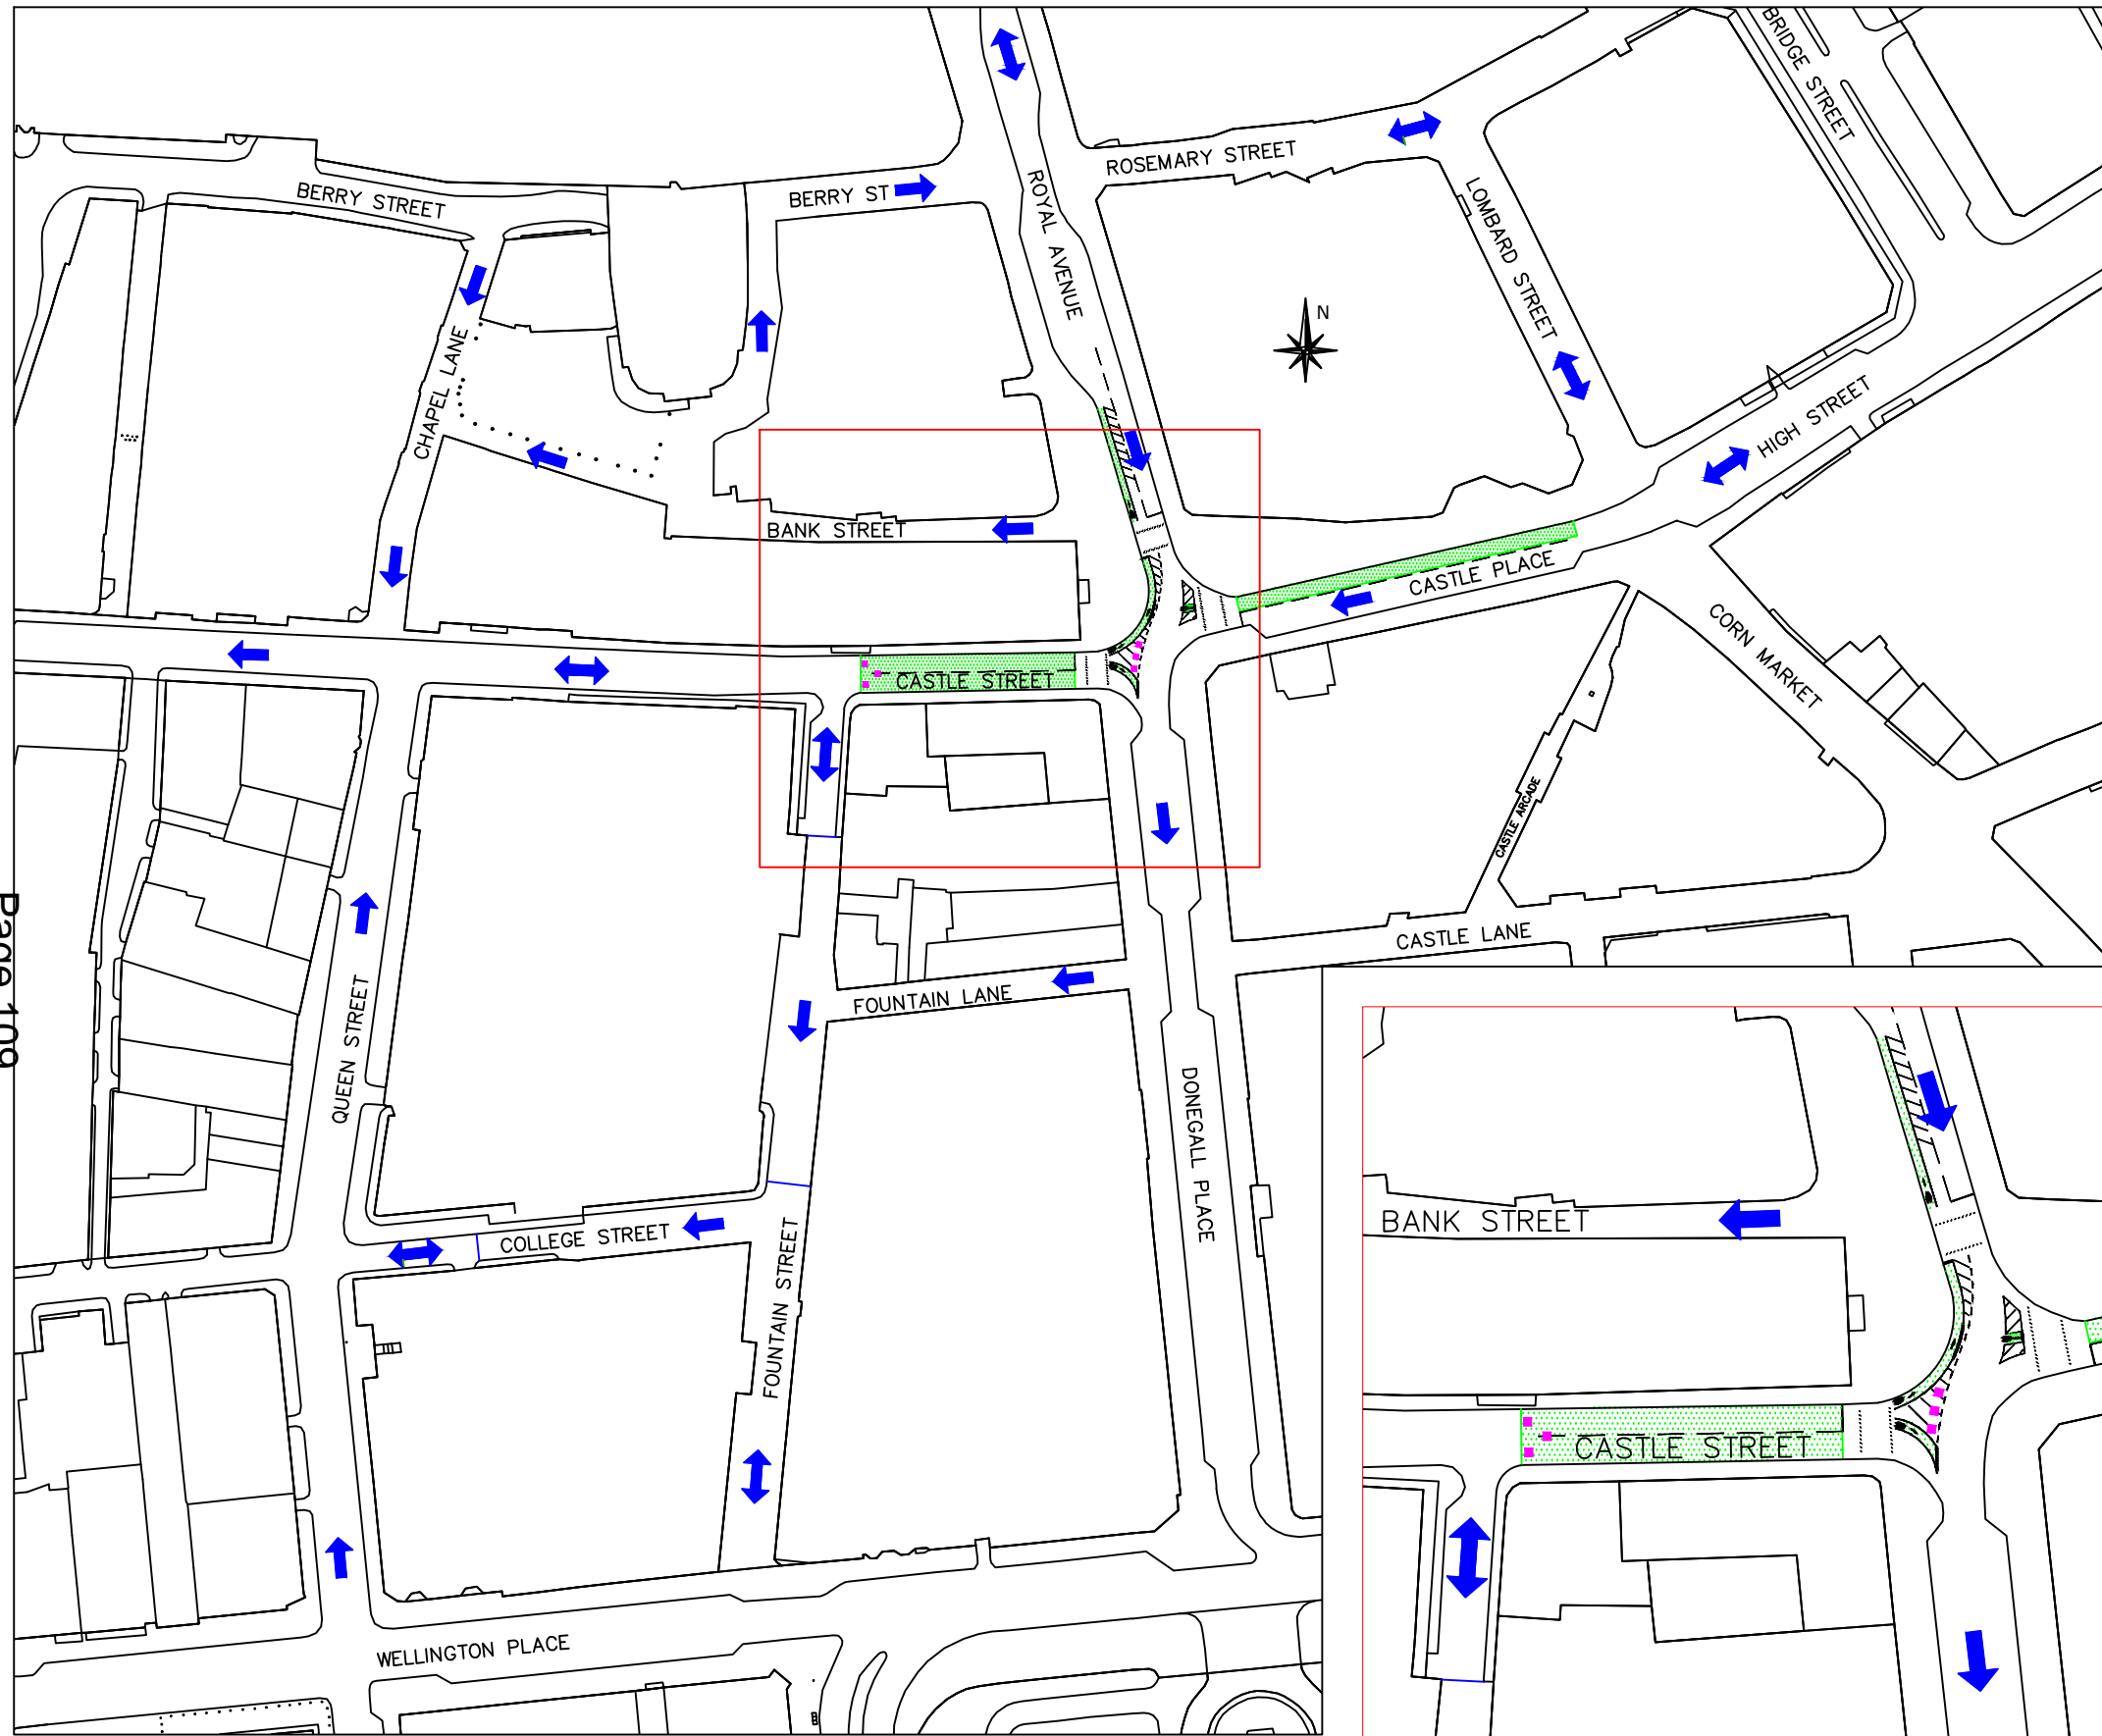 BRIDGE STREET
ROSEMARY STREET
BERRY STREET
BERRY ST
ROYAL AVENUE
LOMBARD STREET
N
CHAPEL LANE
HIGH STREET
BANK STREET
CASTLE PLACE
CORN MARKET
CASTLE STREET
CASTLE ARCADE
CASTLE LANE
Page 109
FOUNTAIN LANE
QUEEN STREET
DONEGALL PLACE
COLLEGE STREET
FOUNTAIN STREET
WELLINGTON PLACE
BANK STREET
CASTLE STREET